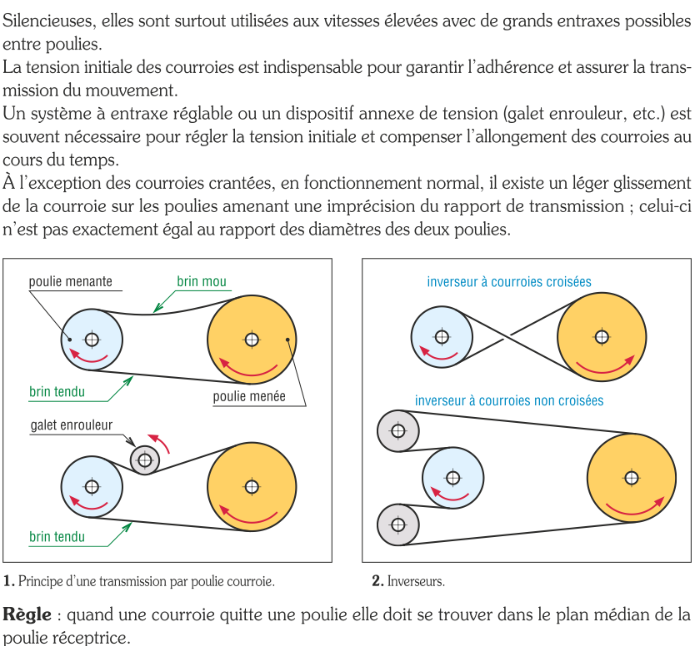 Silencieuses, elles sont surtout utilisées aux vitesses élevées avec de grands entraxes possibles
entre poulies.
La tension initiale des courroies est indispensable pour garantir l'adhérence et assurer la trans-
mission du mouvement.
Un système à entraxe réglable ou un dispositif annexe de tension (galet enrouleur, etc.) est
souvent nécessaire pour régler la tension initiale et compenser l'allongement des courroies au
cours du temps.
À l'exception des courroies crantées, en fonctionnement normal, il existe un léger glissement
de la courroie sur les poulies amenant une imprécision du rapport de transmission ; celui-ci
n'est pas exactement égal au rapport des diamètres des deux poulies.
poulie menante
brin mou
brin tendu
poulie menée
galet enrouleur
brin tendu
1. Principe d'une transmission par poulie courroie.
inverseur à courroies croisées
inverseur à courroies non croisées
2. Inverseurs.
Règle : quand une courroie quitte une poulie elle doit se trouver dans le plan médian de la
poulie réceptrice.